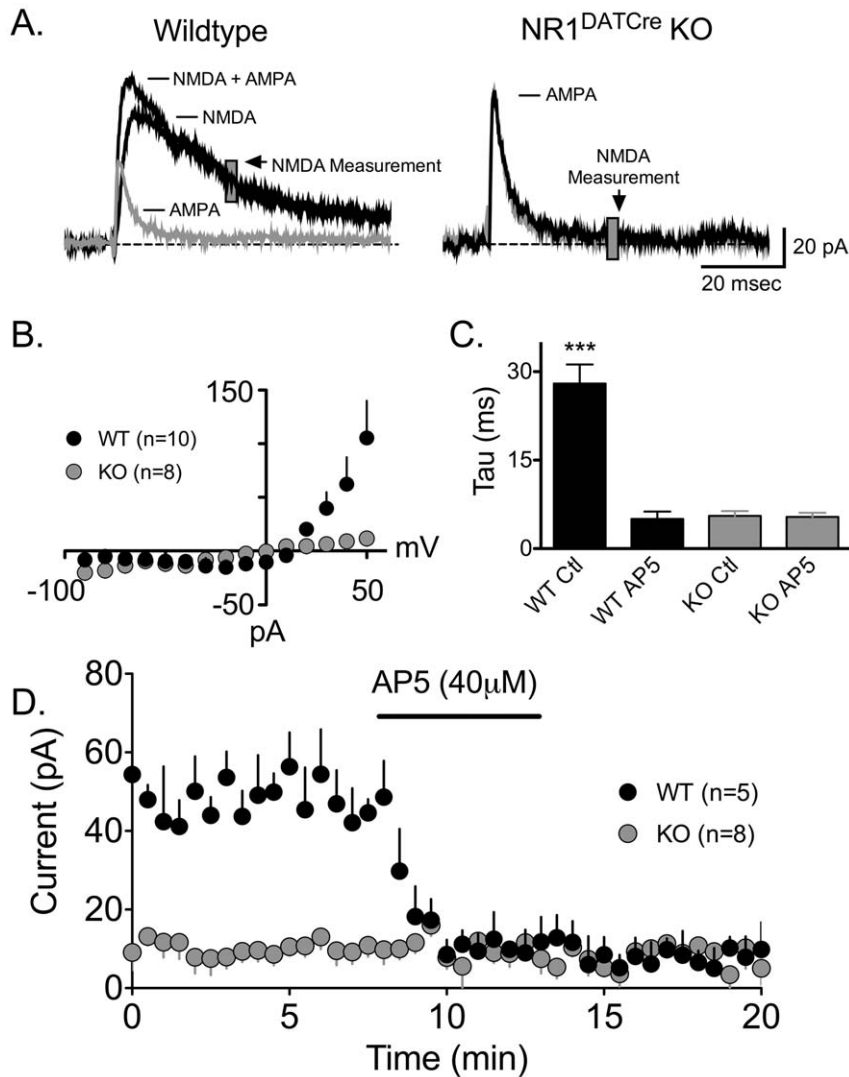 A.
Wildtype
NR1DATCre KO
NMDA + AMPA
NMDA
NMDA Measurement
AMPA
AMPA
NMDA
Measurement
20 pA
20 msec
B.
150
WT (n=10)
KO (n=8)
mV
-100
50
-50
pA
C.
***
30
15
0
Tau (ms)
WT Ctl
WT AP5
KO Ctl
KO AP5
D.
80
60
40
20
0
Current (pA)
AP5 (40µM)
WT (n=5)
KO (n=8)
0
5
10
15
20
Time (min)